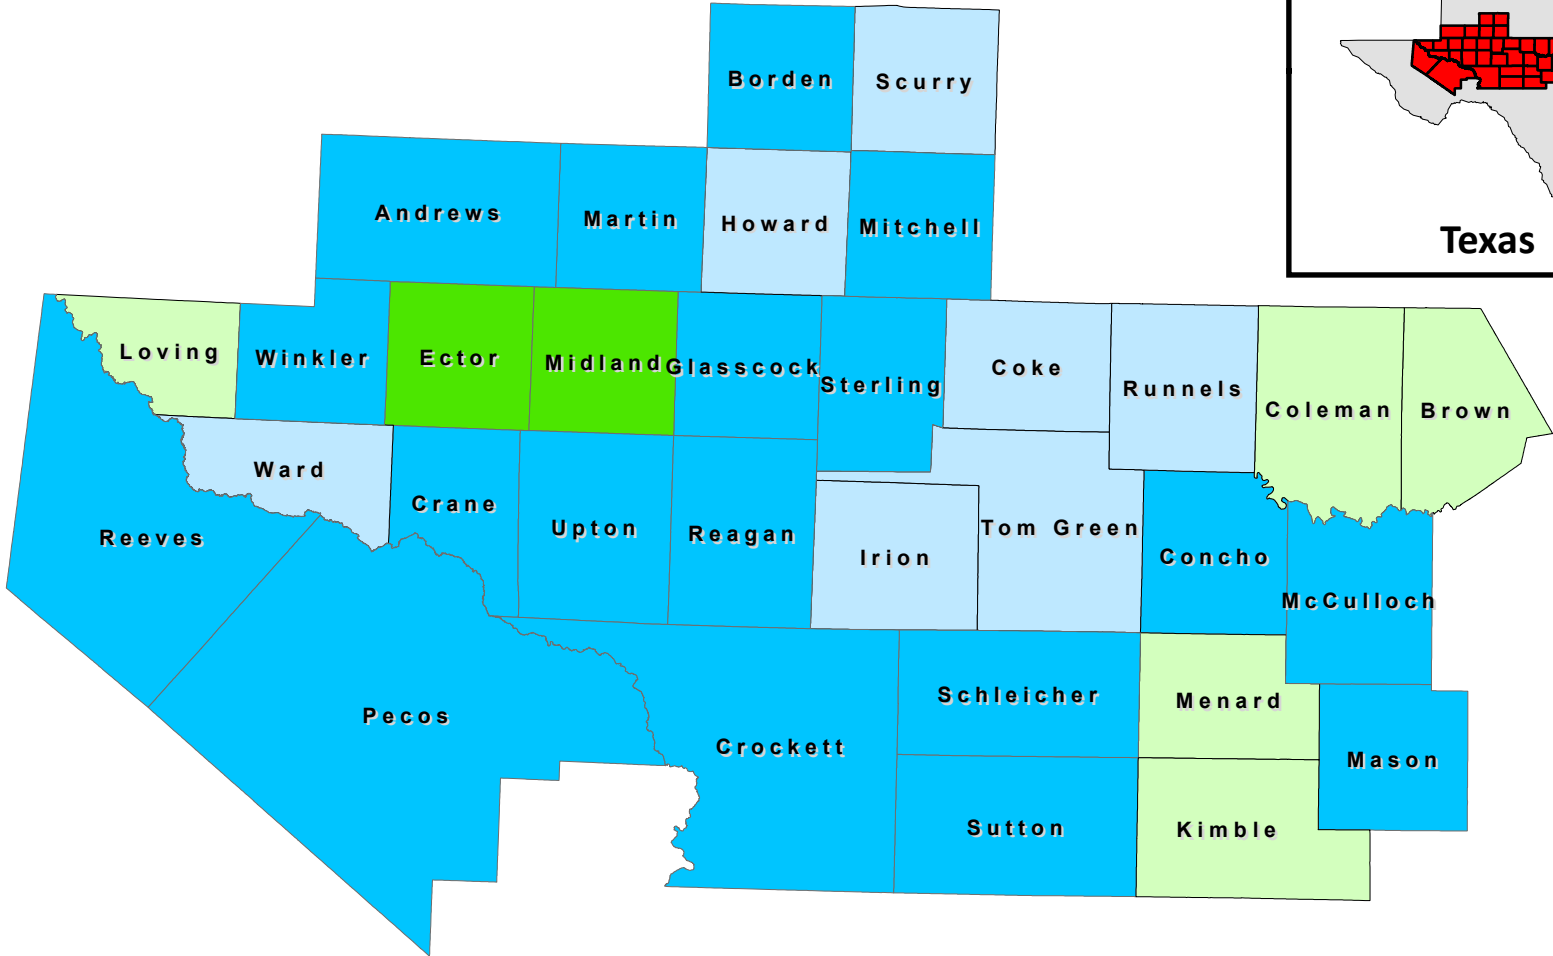 Borden
Scurry
Andrews
Martin
Howard
Mitchell
Texas
Loving
Winkler
Ector
Midland
Glasscock
Sterling
Coke
Runnels
Coleman
Brown
Ward
Crane
Upton
Reagan
Irion
Tom Green
Concho
McCulloch
Reeves
Pecos
Crockett
Schleicher
Menard
Mason
Sutton
Kimble